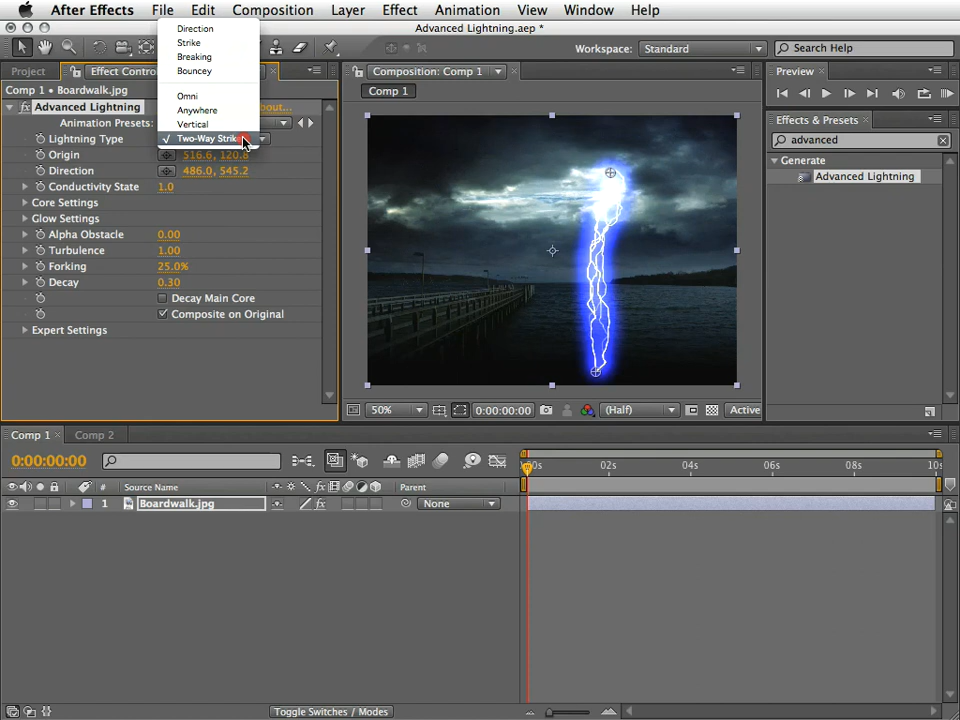 After Effects File Edit Composition Layer Effect Animation View Window Help
Advanced Lightning.aep *
Workspace: Standard Search Help
Project Effect Contro
Comp 1 • Boardwalk.jpg
Advanced Lightning bout...
Animation Presets:
Lightning Type
Origin 516.6, 120.8
Direction 486.0, 545.2
Conductivity State 1.0
Core Settings
Glow Settings
Alpha Obstacle 0.00
Turbulence 1.00
Forking 25.0%
Decay 0.30
Decay Main Core
Composite on Original
Expert Settings
Direction
Strike
Breaking
Bouncey
Omni
Anywhere
Vertical
Two-Way Strik
Composition: Comp 1
Comp 1
50% 0:00:00:00 (Half) Active
Preview
Effects & Presets
advanced
Generate
Advanced Lightning
Comp 1 Comp 2
0:00:00:00
# Source Name Parent
1 Boardwalk.jpg None
00s 02s 04s 06s 08s 10s
Toggle Switches / Modes